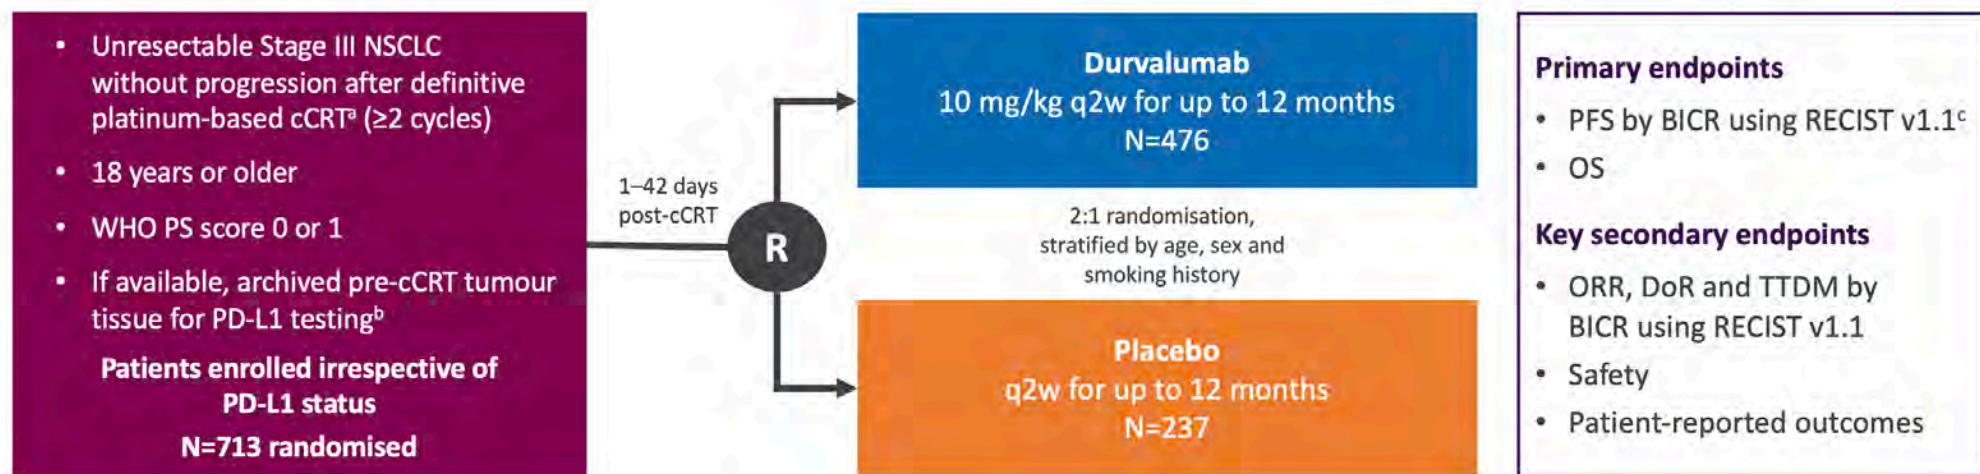 • Unresectable Stage III NSCLC
without progression after definitive
platinum-based cCRTᵃ (≥2 cycles)
• 18 years or older
• WHO PS score 0 or 1
• If available, archived pre-cCRT tumour
tissue for PD-L1 testingᵇ
Patients enrolled irrespective of
PD-L1 status
N=713 randomised
1–42 days
post-cCRT
R
Durvalumab
10 mg/kg q2w for up to 12 months
N=476
2:1 randomisation,
stratified by age, sex and
smoking history
Placebo
q2w for up to 12 months
N=237
Primary endpoints
• PFS by BICR using RECIST v1.1ᶜ
• OS
Key secondary endpoints
• ORR, DoR and TTDM by
BICR using RECIST v1.1
• Safety
• Patient-reported outcomes